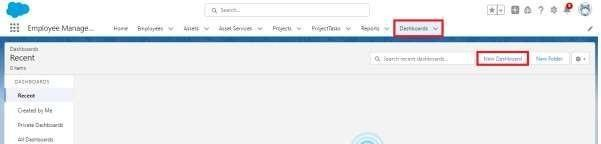 Search...
Employee Manage... Home Employees Assets Asset Services Projects ProjectTasks Reports Dashboards
Dashboards
Recent
0 items
Search recent dashboards...
New Dashboard New Folder
DASHBOARDS
Recent
Created by Me
Private Dashboards
All Dashboards